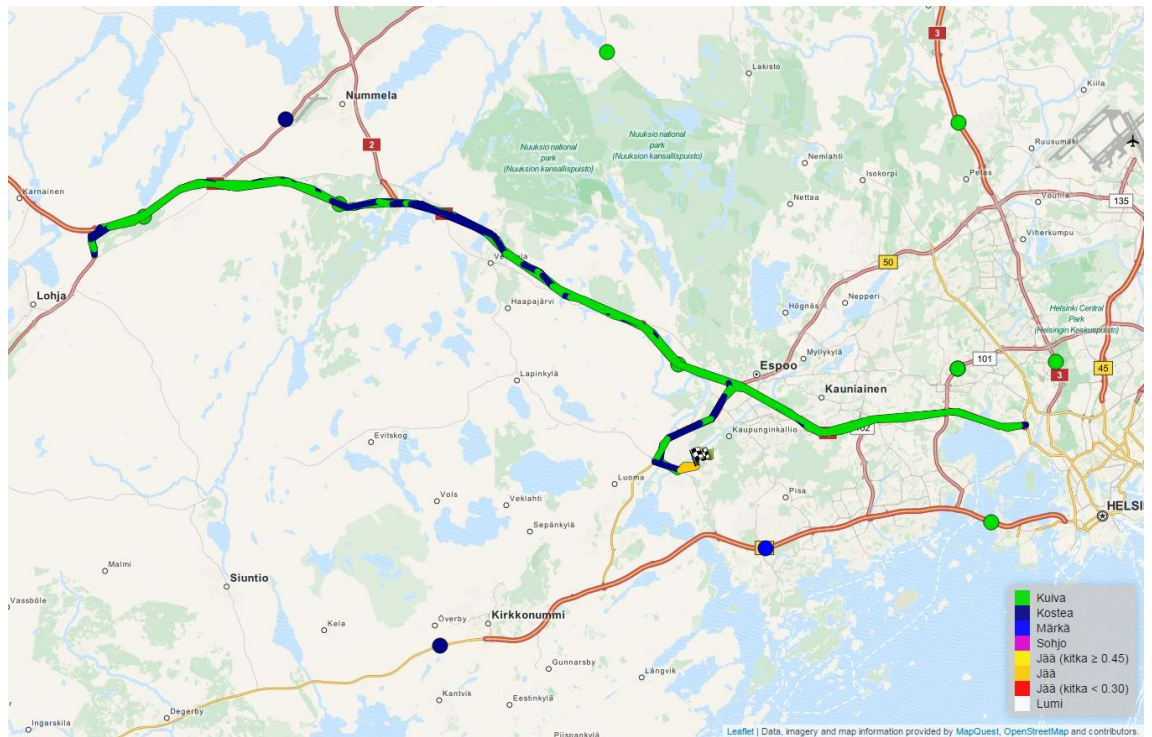 Lakisto
3
Kiila
Nummela
Nuuksio national
park
(Nuuksion kansallispuisto)
Nuuksio national
park
(Nuuksion kansallispuisto)
2
Ruusumäki
Nemlahti
Petas
Isokorpi
Karnainen
Nettaa
Voutila
135
Viherkumpu
50
Lohja
Haapajärvi
Högnäs
Nepperi
Helsinki Central
Park
(Helsingin Keskuspuisto)
Myllykylä
101
Espoo
3
45
Lapinkylä
Kauniainen
Evitskog
Kaupunginkallio
Luoma
Vols
Veklahti
Pisa
Sepänkylä
HELSI
Malmi
Siuntio
Vassböle
Kela
Överby
Kirkkonummi
Gunnarsby
Långvik
Kantvik
Eestinkylä
Degerby
Ingarskila
Piispankylä
Kuiva
Kostea
Märkä
Sohjo
Jää (kitka ≥ 0.45)
Jää
Jää (kitka < 0.30)
Lumi
Leaflet | Data, imagery and map information provided by MapQuest, OpenStreetMap and contributors.